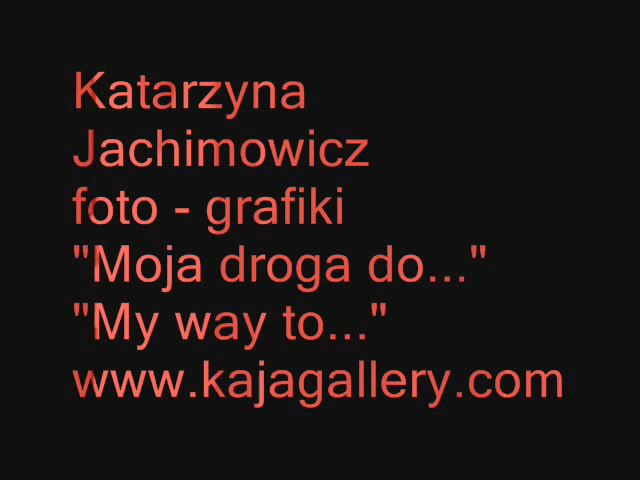 Katarzyna
Jachimowicz
foto - grafiki
"Moja droga do..."
"My way to..."
www.kajagallery.com